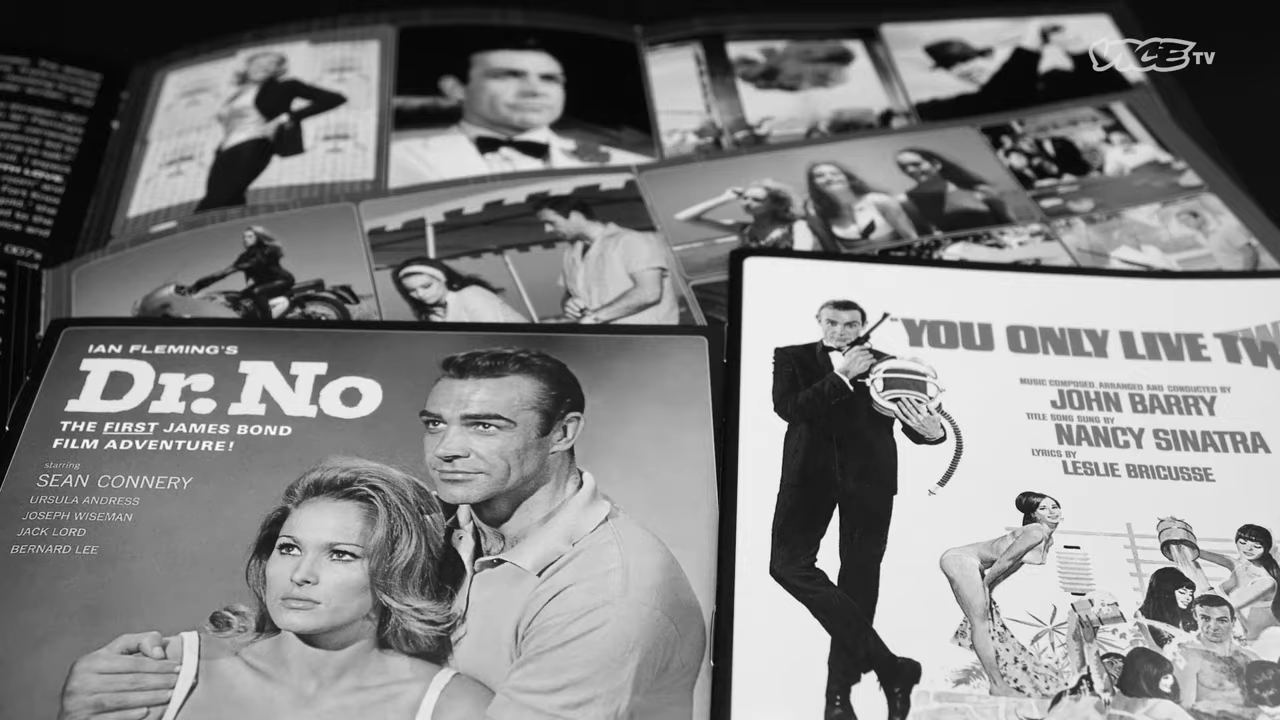 VICE TV
IAN FLEMING'S
Dr. No
THE FIRST JAMES BOND
FILM ADVENTURE!
starring
SEAN CONNERY
URSULA ANDRESS
JOSEPH WISEMAN
JACK LORD
BERNARD LEE
"YOU ONLY LIVE TW
MUSIC COMPOSED, ARRANGED AND CONDUCTED BY
JOHN BARRY
TITLE SONG SUNG BY
NANCY SINATRA
LYRICS BY
LESLIE BRICUSSE